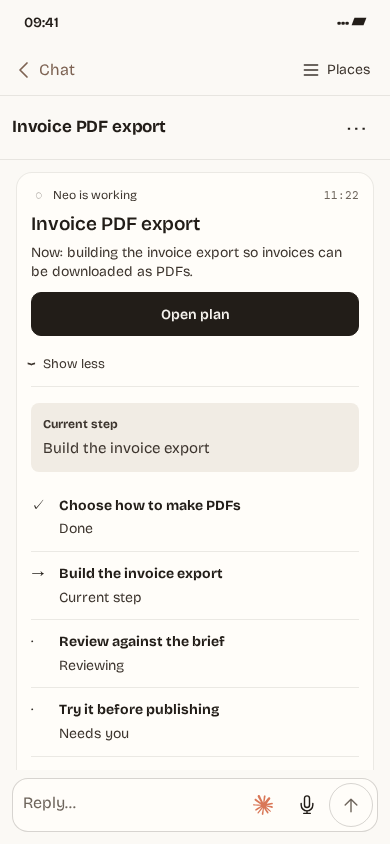 09:41
Chat
Places
Invoice PDF export
...
Neo is working
11:22
Invoice PDF export
Now: building the invoice export so invoices can
be downloaded as PDFs.
Open plan
Show less
Current step
Build the invoice export
✓ Choose how to make PDFs
Done
→ Build the invoice export
Current step
· Review against the brief
Reviewing
· Try it before publishing
Needs you
Reply...